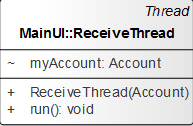 Thread
MainUI::ReceiveThread
~ myAccount: Account
+ ReceiveThread(Account)
+ run(): void